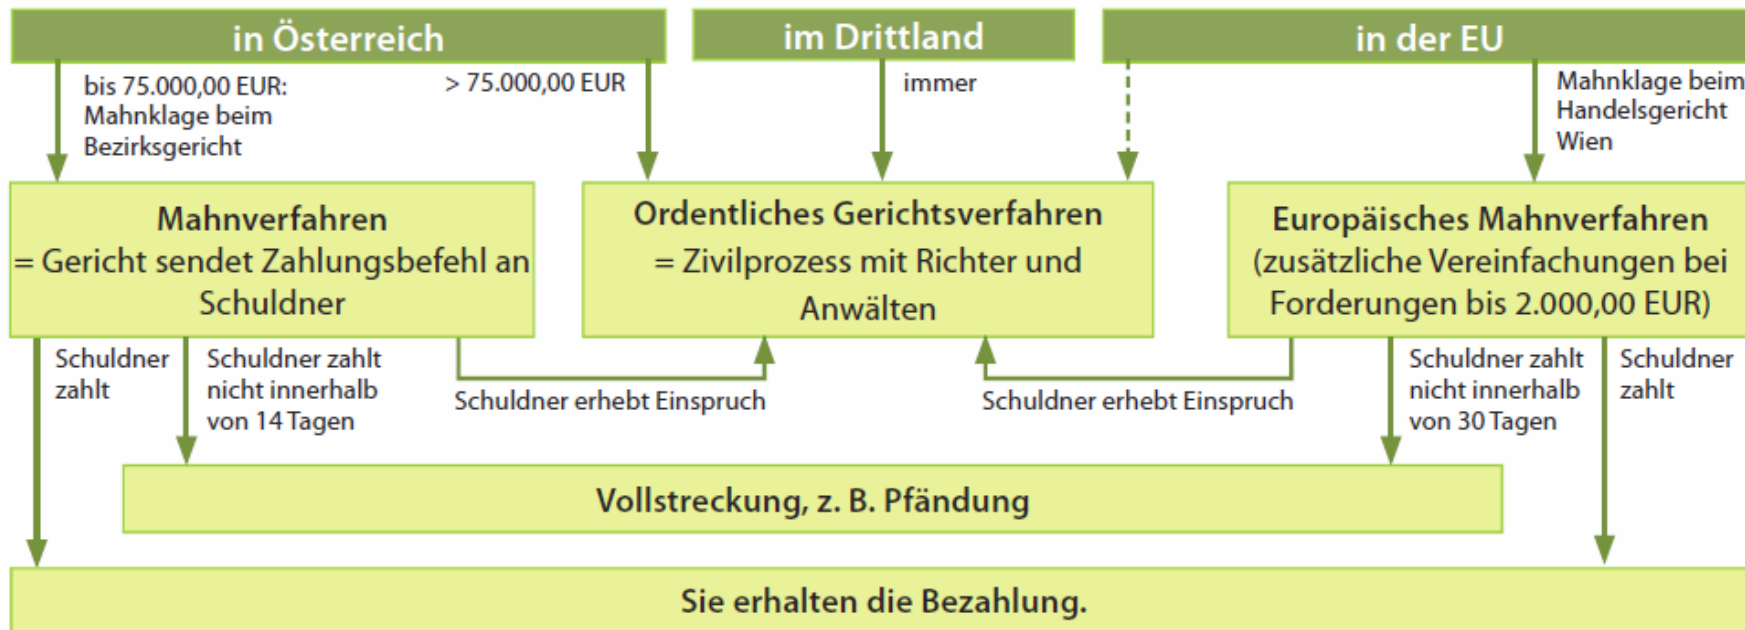 in Österreich
im Drittland
in der EU
bis 75.000,00 EUR:
Mahnklage beim
Bezirksgericht
> 75.000,00 EUR
immer
Mahnklage beim
Handelsgericht
Wien
Mahnverfahren
= Gericht sendet Zahlungsbefehl an
Schuldner
Ordentliches Gerichtsverfahren
= Zivilprozess mit Richter und
Anwälten
Europäisches Mahnverfahren
(zusätzliche Vereinfachungen bei
Forderungen bis 2.000,00 EUR)
Schuldner
zahlt
Schuldner zahlt
nicht innerhalb
von 14 Tagen
Schuldner erhebt Einspruch
Schuldner erhebt Einspruch
Schuldner zahlt
nicht innerhalb
von 30 Tagen
Schuldner
zahlt
Vollstreckung, z. B. Pfändung
Sie erhalten die Bezahlung.